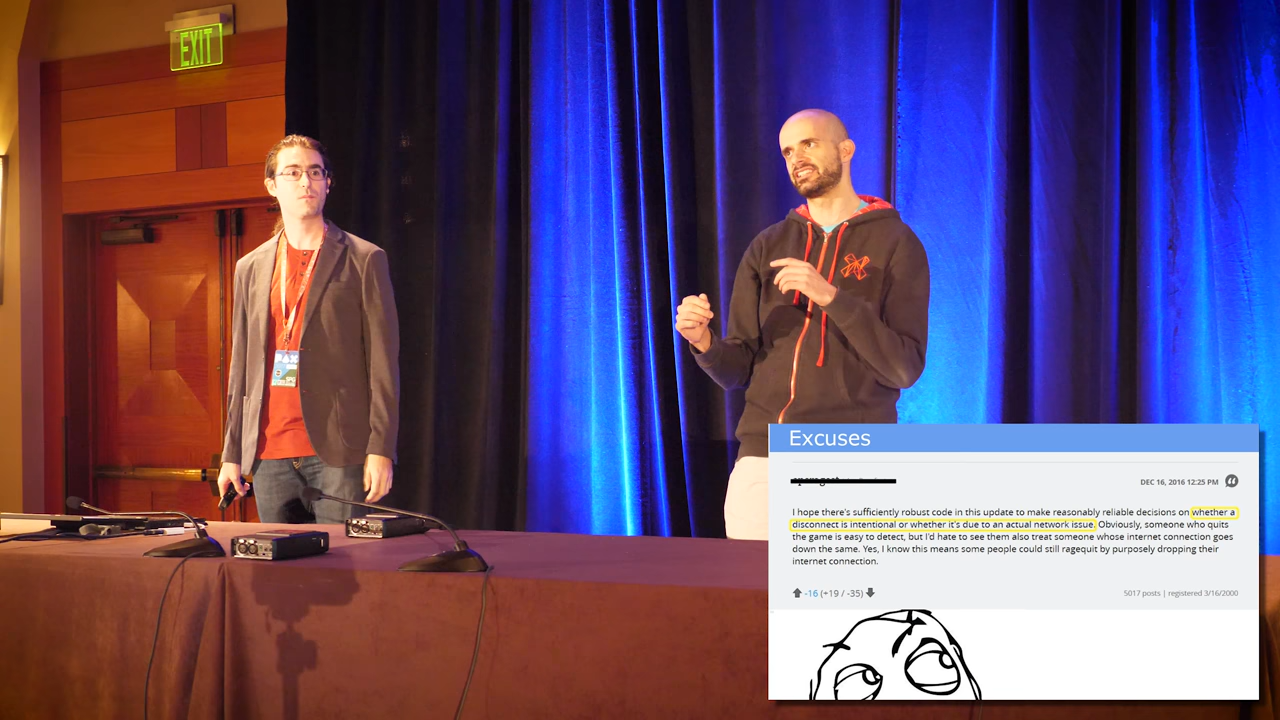 EXIT
PAX
Excuses
DEC 16, 2016 12:25 PM
I hope there's sufficiently robust code in this update to make reasonably reliable decisions on whether a
disconnect is intentional or whether it's due to an actual network issue. Obviously, someone who quits
the game is easy to detect, but I'd hate to see them also treat someone whose internet connection goes
down the same. Yes, I know this means some people could still ragequit by purposely dropping their
internet connection.
-16 (+19 / -35)
5017 posts | registered 3/16/2000